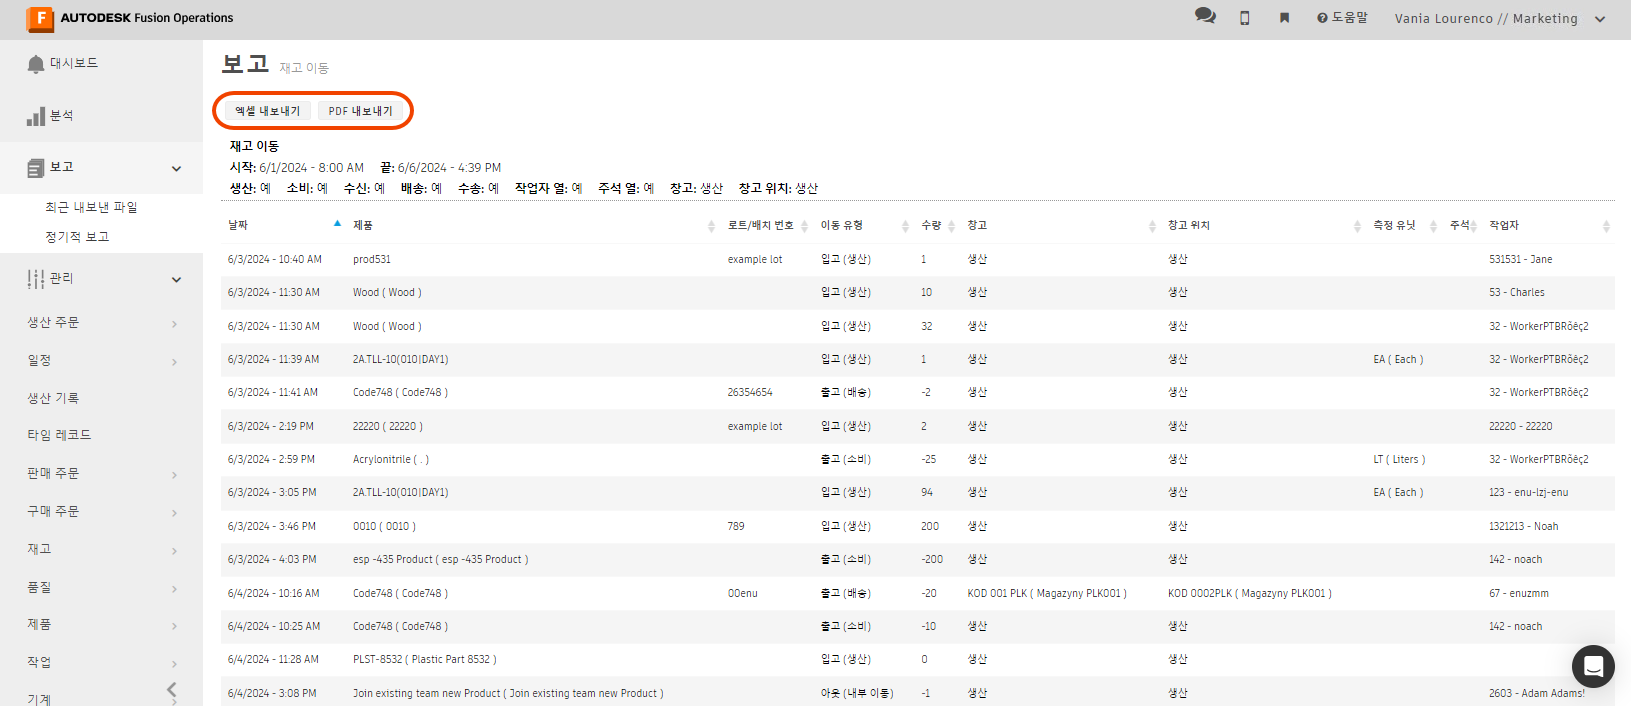 F AUTODESK Fusion Operations
도움말
Vania Lourenco // Marketing
대시보드
분석
보고
최근 내보낸 파일
정기적 보고
관리
생산 주문
일정
생산 기록
타임 레코드
판매 주문
구매 주문
재고
품질
제품
작업
기계
보고 재고 이동
엑셀 내보내기 PDF 내보내기
재고 이동
시작: 6/1/2024 - 8:00 AM 끝: 6/6/2024 - 4:39 PM
생산: 예 소비: 예 수신: 예 배송: 예 수송: 예 작업자 열: 예 주석 열: 예 창고: 생산 창고 위치: 생산
날짜 제품 로트/배치 번호 이동 유형 수량 창고 창고 위치 측정 유닛 주석 작업자
6/3/2024 - 10:40 AM prod531 example lot 입고 (생산) 1 생산 생산 531531 - Jane
6/3/2024 - 11:30 AM Wood ( Wood ) 입고 (생산) 10 생산 생산 53 - Charles
6/3/2024 - 11:30 AM Wood ( Wood ) 입고 (생산) 32 생산 생산 32 - WorkerPTBRõêç2
6/3/2024 - 11:39 AM 2A.TLL-10(010|DAY1) 입고 (생산) 1 생산 생산 EA ( Each ) 32 - WorkerPTBRõêç2
6/3/2024 - 11:41 AM Code748 ( Code748 ) 26354654 출고 (배송) -2 생산 생산 32 - WorkerPTBRõêç2
6/3/2024 - 2:19 PM 22220 ( 22220 ) example lot 입고 (생산) 2 생산 생산 22220 - 22220
6/3/2024 - 2:59 PM Acrylonitrile ( . ) 출고 (소비) -25 생산 생산 LT ( Liters ) 32 - WorkerPTBRõêç2
6/3/2024 - 3:05 PM 2A.TLL-10(010|DAY1) 입고 (생산) 94 생산 생산 EA ( Each ) 123 - enu-lzj-enu
6/3/2024 - 3:46 PM 0010 ( 0010 ) 789 입고 (생산) 200 생산 생산 1321213 - Noah
6/3/2024 - 4:03 PM esp -435 Product ( esp -435 Product ) 출고 (소비) -200 생산 생산 142 - noach
6/4/2024 - 10:16 AM Code748 ( Code748 ) 00enu 출고 (배송) -20 KOD 001 PLK ( Magazyny PLK001 ) KOD 0002PLK ( Magazyny PLK001 ) 67 - enuzmm
6/4/2024 - 10:25 AM Code748 ( Code748 ) 출고 (소비) -10 생산 생산 142 - noach
6/4/2024 - 11:28 AM PLST-8532 ( Plastic Part 8532 ) 입고 (생산) 0 생산 생산
6/4/2024 - 3:08 PM Join existing team new Product ( Join existing team new Product ) 아웃 (내부 이동) -1 생산 생산 2603 - Adam Adams!